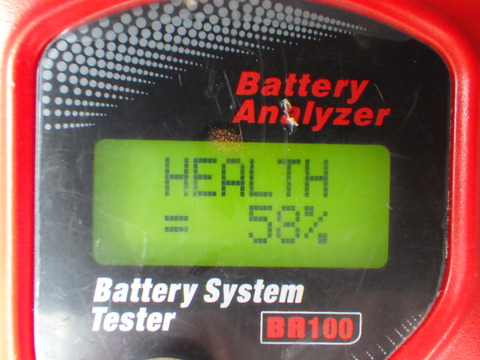 Battery
Analyzer
HEALTH
= 58%
Battery System
Tester
BR100